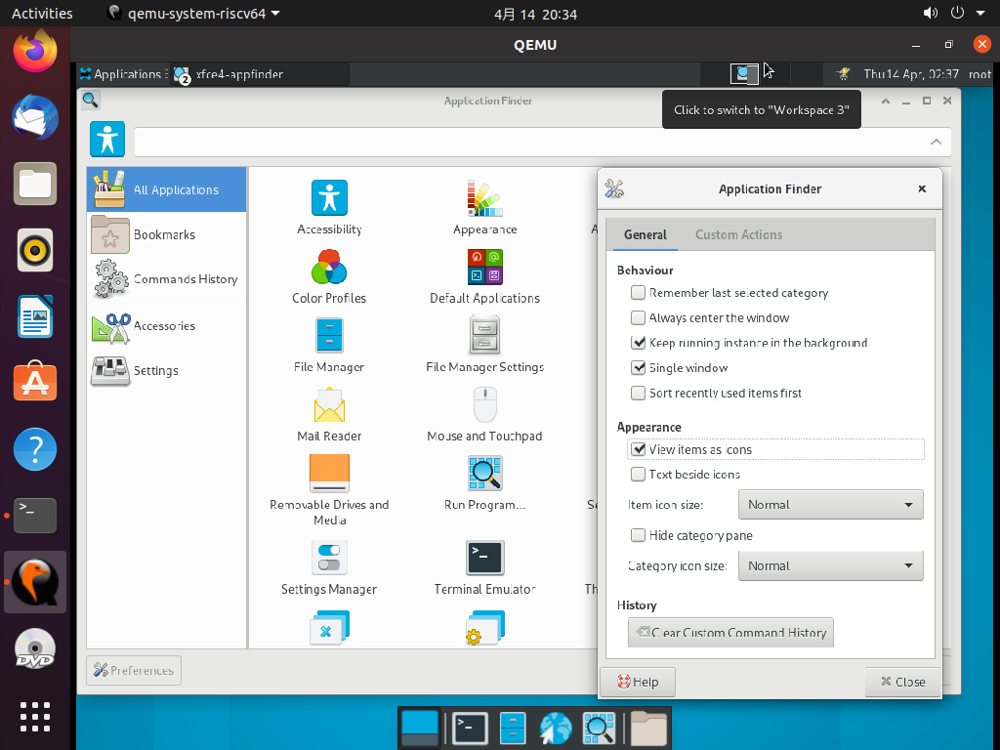 Activities
qemu-system-riscv64
4月 14 20:34
QEMU
Applications
2
xfce4-appfinder
Thu 14 Apr, 02:37
root
Application Finder
Click to switch to "Workspace 3"
All Applications
Bookmarks
Commands History
Accessories
Settings
Accessibility
Appearance
Color Profiles
Default Applications
File Manager
File Manager Settings
Mail Reader
Mouse and Touchpad
Removable Drives and
Media
Run Program...
Settings Manager
Terminal Emulator
Preferences
Application Finder
General
Custom Actions
Behaviour
Remember last selected category
Always center the window
Keep running instance in the background
Single window
Sort recently used items first
Appearance
View items as icons
Text beside icons
Item icon size:
Normal
Hide category pane
Category icon size:
Normal
History
Clear Custom Command History
Help
Close
DVD